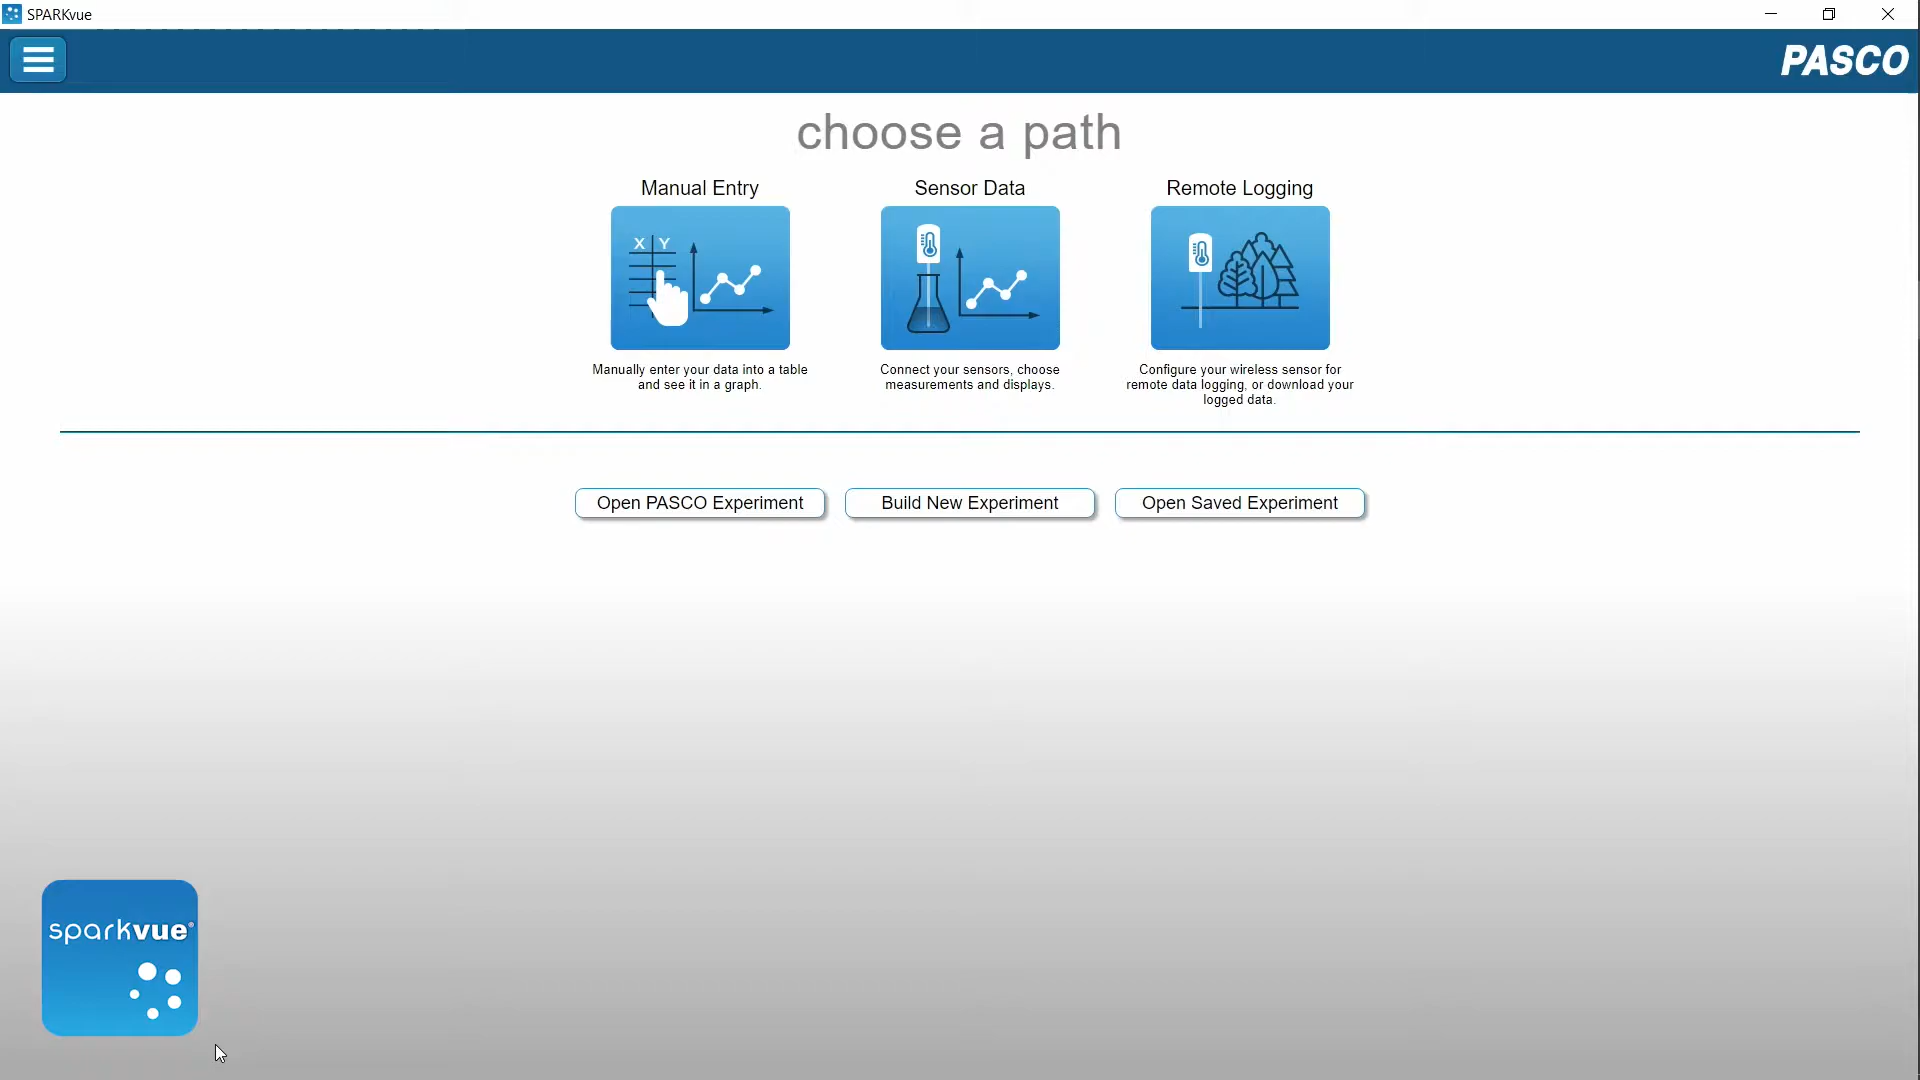 SPARKvue
PASCO
choose a path
Manual Entry
Sensor Data
Remote Logging
X Y
Manually enter your data into a table
and see it in a graph.
Connect your sensors, choose
measurements and displays.
Configure your wireless sensor for
remote data logging, or download your
logged data.
Open PASCO Experiment
Build New Experiment
Open Saved Experiment
sparkvue®